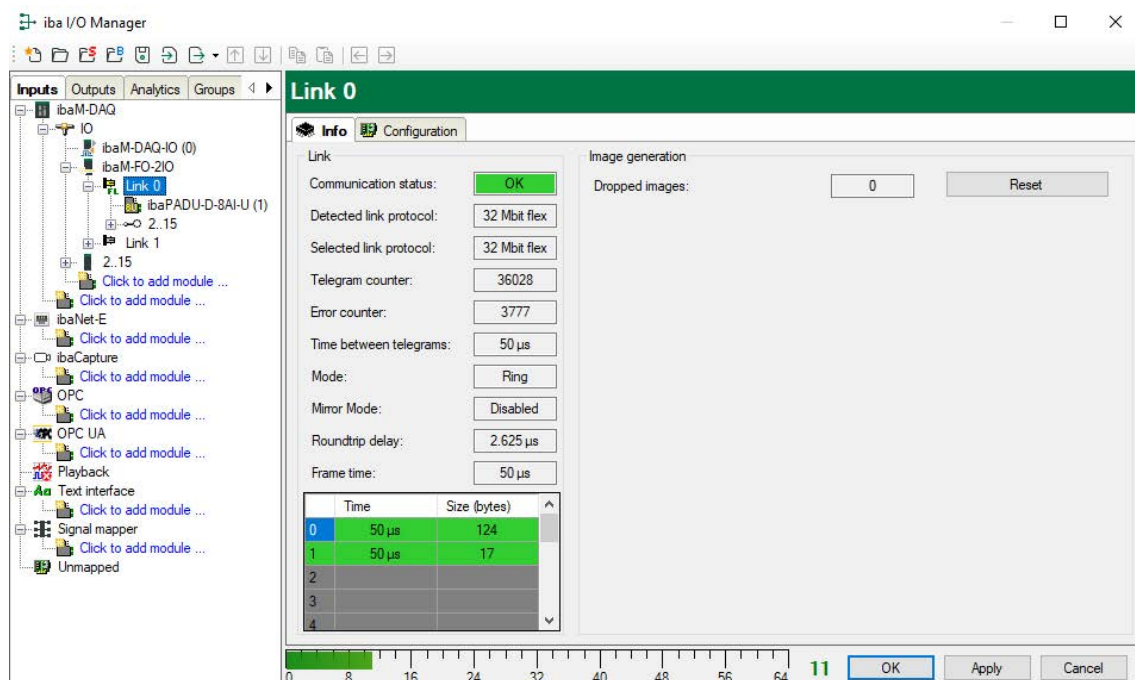 iba I/O Manager
Inputs Outputs Analytics Groups
ibaM-DAQ
IO
ibaM-DAQ-IO (0)
ibaM-FO-2IO
Link 0
ibaPADU-D-8AI-U (1)
2..15
Link 1
2..15
Click to add module ...
Click to add module ...
ibaNet-E
Click to add module ...
ibaCapture
Click to add module ...
OPC
Click to add module ...
OPC UA
Click to add module ...
Playback
Text interface
Click to add module ...
Signal mapper
Click to add module ...
Unmapped
Link 0
Info Configuration
Link
Communication status: OK
Detected link protocol: 32 Mbit flex
Selected link protocol: 32 Mbit flex
Telegram counter: 36028
Error counter: 3777
Time between telegrams: 50 µs
Mode: Ring
Mirror Mode: Disabled
Roundtrip delay: 2.625 µs
Frame time: 50 µs
Time Size (bytes)
0 50 µs 124
1 50 µs 17
2
3
4
Image generation
Dropped images: 0 Reset
0 8 16 24 32 40 48 56 64
11 OK Apply Cancel